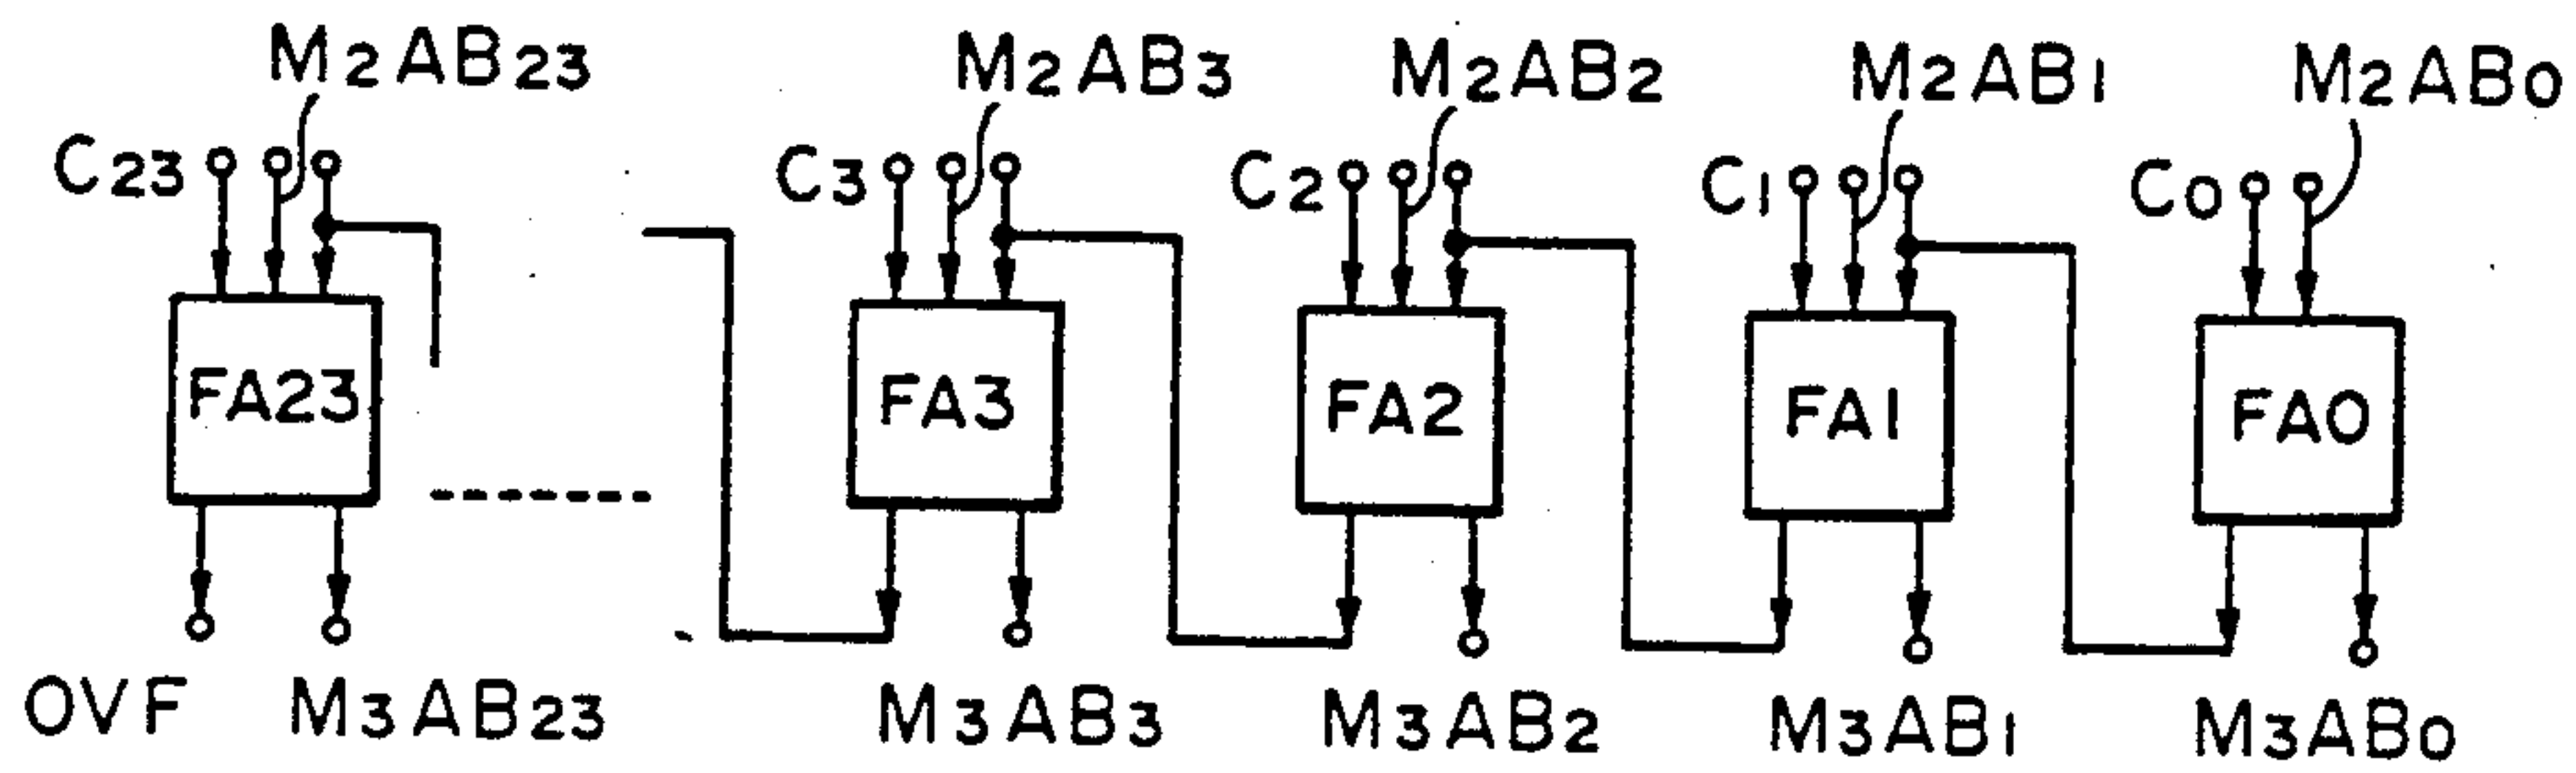 M2AB23 M2AB3 M2AB2 M2AB1 M2AB0
C23 C3 C2 C1 C0
FA23 FA3 FA2 FA1 FA0
OVF M3AB23 M3AB3 M3AB2 M3AB1 M3AB0